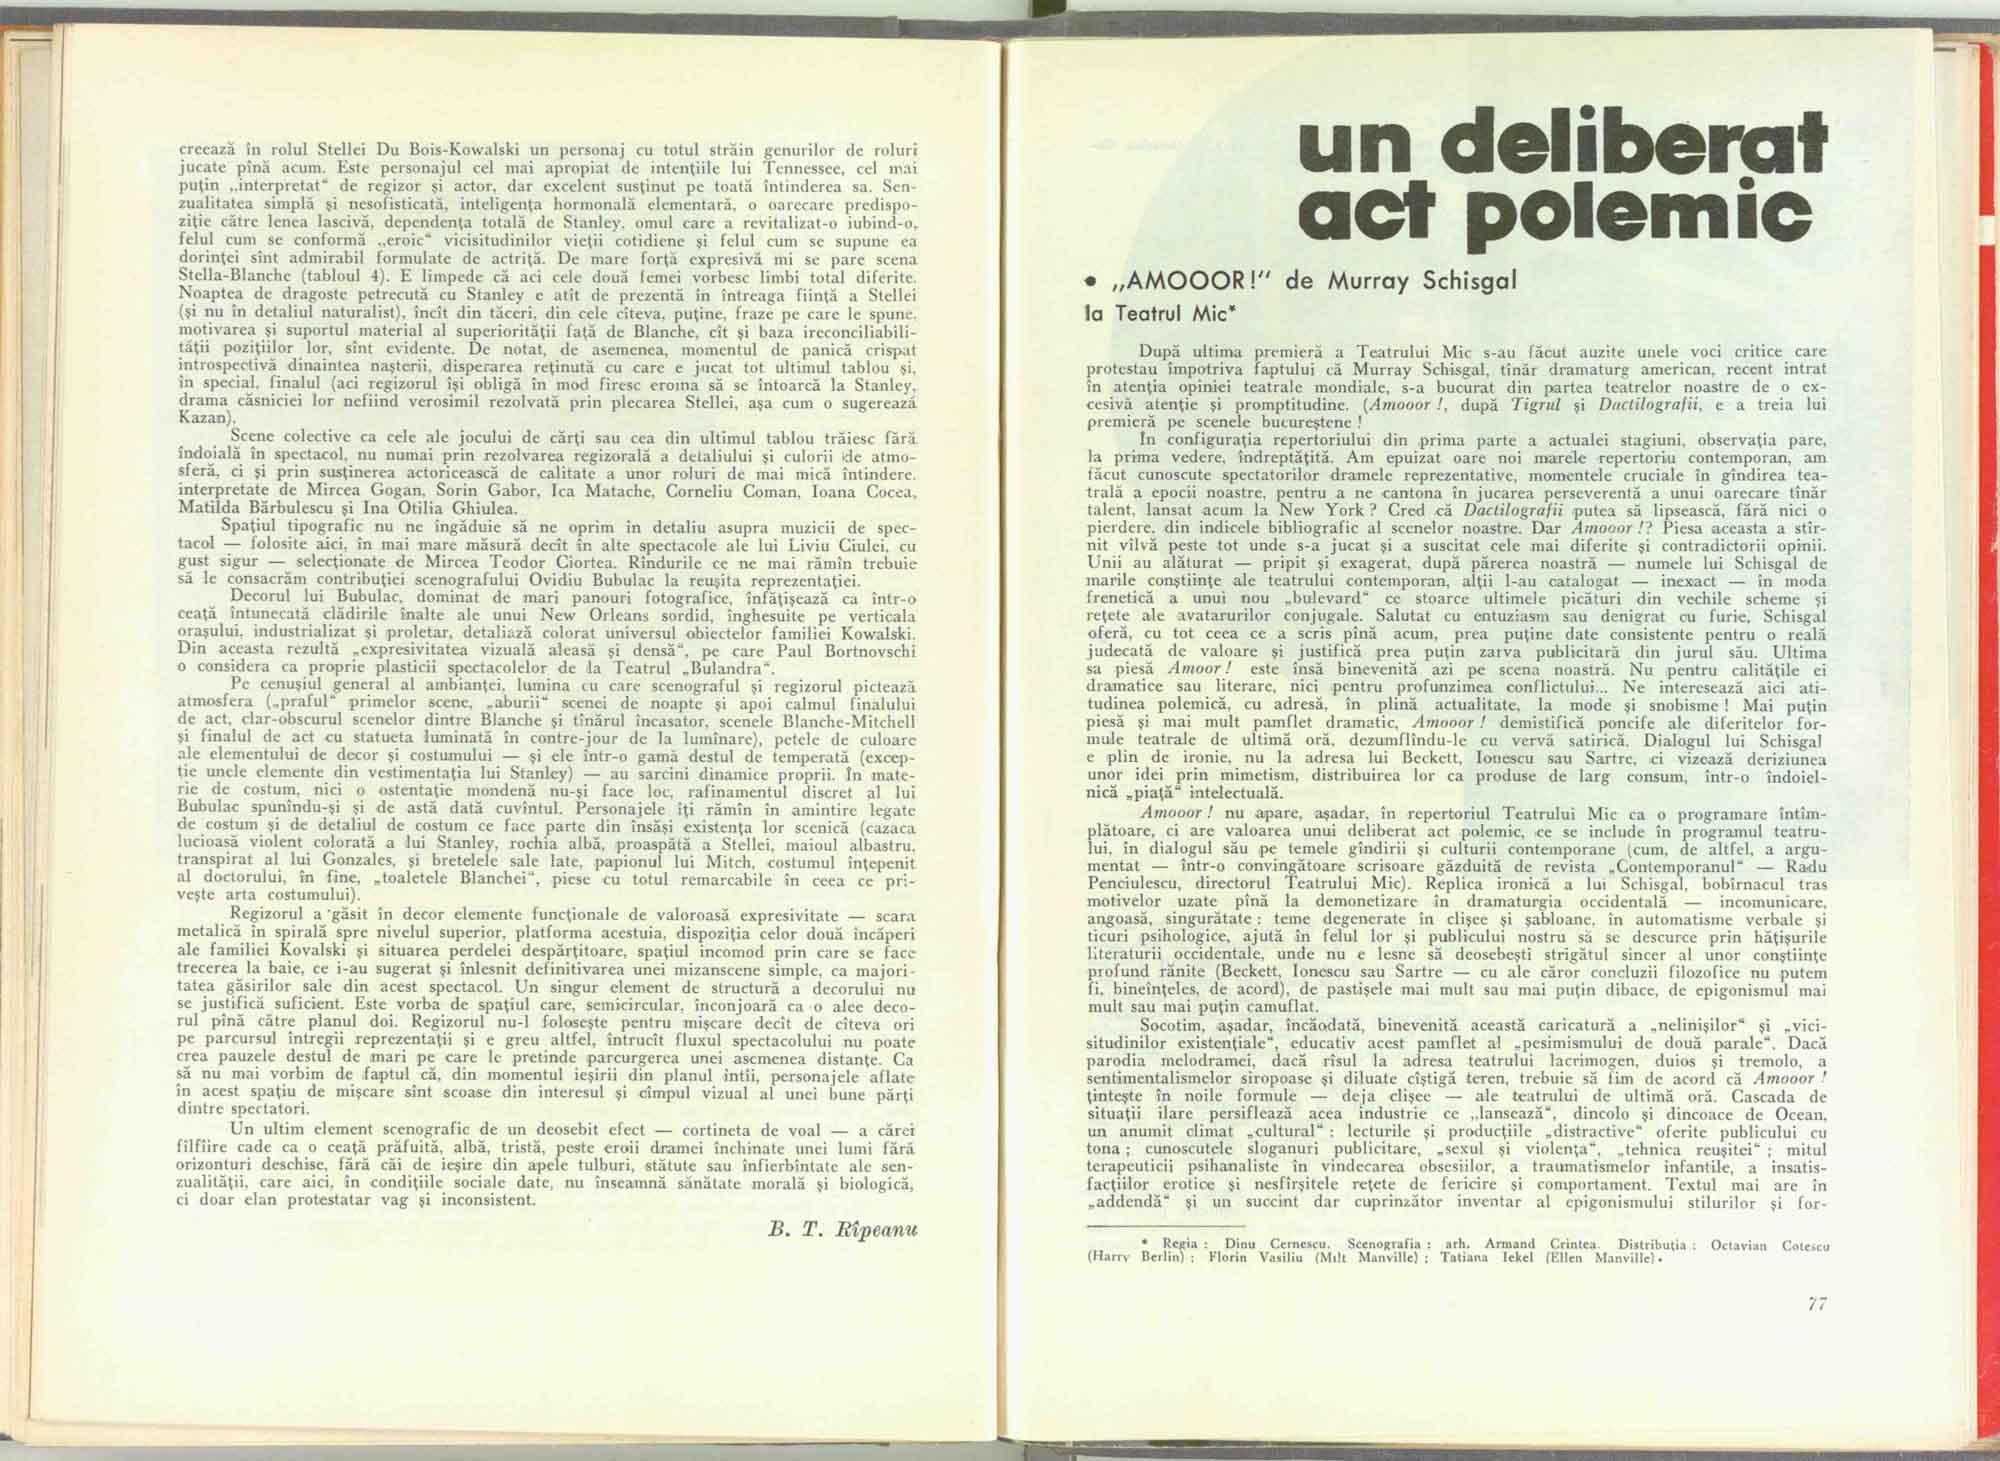 creează în rolul Stellei Du Bois-Kowalski un personaj cu totul străin genurilor de roluri
jucate pînă acum. Este personajul cel mai apropiat de intențiile lui Tennessee, cel mai
puțin „interpretat“ de regizor și actor, dar excelent susținut pe toată întinderea sa. Sen-
zualitatea simplă și nesofisticată, inteligența hormonală elementară, o oarecare predispo-
ziție către lenea lascivă, dependența totală de Stanley, omul care a revitalizat-o iubind-o,
felul cum se conformă „eroic“ vicisitudinilor vieții cotidiene și felul cum se supune ea
dorinței sînt admirabil formulate de actriță. De mare forță expresivă mi se pare scena
Stella-Blanche (tabloul 4). E limpede că aci cele două femei vorbesc limbi total diferite.
Noaptea de dragoste petrecută cu Stanley e atît de prezentă în întreaga ființă a Stellei
(și nu în detaliul naturalist), încît din tăceri, din cele cîteva, puține, fraze pe care le spune,
motivarea și suportul material al superiorității față de Blanche, cît și baza ireconciliabili-
tății pozițiilor lor, sînt evidente. De notat, de asemenea, momentul de panică crispat
introspectivă dinaintea nașterii, disperarea reținută cu care e jucat tot ultimul tablou și,
în special, finalul (aci regizorul își obligă în mod firesc eroina să se întoarcă la Stanley,
drama căsniciei lor nefiind verosimil rezolvată prin plecarea Stellei, așa cum o sugerează
Kazan).
Scene colective ca cele ale jocului de cărți sau cea din ultimul tablou trăiesc fără
îndoială în spectacol, nu numai prin rezolvarea regizorală a detaliului și culorii de atmo-
sferă, ci și prin susținerea actoricească de calitate a unor roluri de mai mică întindere,
interpretate de Mircea Gogan, Sorin Gabor, Ica Matache, Corneliu Coman, Ioana Cocea,
Matilda Bărbulescu și Ina Otilia Ghiulea.
Spațiul tipografic nu ne îngăduie să ne oprim în detaliu asupra muzicii de spec-
tacol — folosite aici, în mai mare măsură decît în alte spectacole ale lui Liviu Ciulei, cu
gust sigur — selecționate de Mircea Teodor Ciortea. Rîndurile ce ne mai rămîn trebuie
să le consacrăm contribuției scenografului Ovidiu Bubulac la reușita reprezentației.
Decorul lui Bubulac, dominat de mari panouri fotografice, înfățișează ca într-o
ceață întunecată clădirile înalte ale unui New Orleans sordid, înghesuite pe verticala
orașului, industrializat și proletar, detaliază colorat universul obiectelor familiei Kowalski.
Din aceasta rezultă „expresivitatea vizuală aleasă și densă“, pe care Paul Bortnovschi
o considera ca proprie plasticii spectacolelor de la Teatrul „Bulandra“.
Pe cenușiul general al ambianței, lumina cu care scenograful și regizorul pictează
atmosfera („praful“ primelor scene, „aburii“ scenei de noapte și apoi calmul finalului
de act, clar-obscurul scenelor dintre Blanche și tînărul încasator, scenele Blanche-Mitchell
și finalul de act cu statueta luminată în contre-jour de la lumînare), petele de culoare
ale elementului de decor și costumului — și ele într-o gamă destul de temperată (excep-
ție unele elemente din vestimentația lui Stanley) — au sarcini dinamice proprii. În mate-
rie de costum, nici o ostentație mondenă nu-și face loc, rafinamentul discret al lui
Bubulac spunîndu-și și de astă dată cuvîntul. Personajele îți rămîn în amintire legate
de costum și de detaliul de costum ce face parte din însăși existența lor scenică (cazaca
lucioasă violent colorată a lui Stanley, rochia albă, proaspătă a Stellei, maioul albastru,
transpirat al lui Gonzales, și bretelele sale late, papionul lui Mitch, costumul înțepenit
al doctorului, în fine, „toaletele Blanchei“, piese cu totul remarcabile în ceea ce pri-
vește arta costumului).
Regizorul a găsit în decor elemente funcționale de valoroasă expresivitate — scara
metalică în spirală spre nivelul superior, platforma acestuia, dispoziția celor două încăperi
ale familiei Kovalski și situarea perdelei despărțitoare, spațiul incomod prin care se face
trecerea la baie, ce i-au sugerat și înlesnit definitivarea unei mizanscene simple, ca majori-
tatea găsirilor sale din acest spectacol. Un singur element de structură a decorului nu
se justifică suficient. Este vorba de spațiul care, semicircular, înconjoară ca o alee deco-
rul pînă către planul doi. Regizorul nu-l folosește pentru mișcare decît de cîteva ori
pe parcursul întregii reprezentații și e greu altfel, întrucît fluxul spectacolului nu poate
crea pauzele destul de mari pe care le pretinde parcurgerea unei asemenea distanțe. Ca
să nu mai vorbim de faptul că, din momentul ieșirii din planul întîi, personajele aflate
în acest spațiu de mișcare sînt scoase din interesul și cîmpul vizual al unei bune părți
dintre spectatori.
Un ultim element scenografic de un deosebit efect — cortineta de voal — a cărei
fîlfîire cade ca o ceață prăfuită, albă, tristă, peste eroii dramei închinate unei lumi fără
orizonturi deschise, fără căi de ieșire din apele tulburi, stătute sau înfierbîntate ale sen-
zualității, care aici, în condițiile sociale date, nu înseamnă sănătate morală și biologică,
ci doar elan protestatar vag și inconsistent.
B. T. Rîpeanu
un deliberat
act polemic
• „AMOOOR!“ de Murray Schisgal
la Teatrul Mic*
După ultima premieră a Teatrului Mic s-au făcut auzite unele voci critice care
protestau împotriva faptului că Murray Schisgal, tînăr dramaturg american, recent intrat
în atenția opiniei teatrale mondiale, s-a bucurat din partea teatrelor noastre de o ex-
cesivă atenție și promptitudine. (Amooor !, după Tigrul și Dactilografii, e a treia lui
premieră pe scenele bucureștene !
In configurația repertoriului din prima parte a actualei stagiuni, observația pare,
la prima vedere, îndreptățită. Am epuizat oare noi marele repertoriu contemporan, am
făcut cunoscute spectatorilor dramele reprezentative, momentele cruciale în gîndirea tea-
trală a epocii noastre, pentru a ne cantona în jucarea perseverentă a unui oarecare tînăr
talent, lansat acum la New York ? Cred că Dactilografii putea să lipsească, fără nici o
pierdere, din indicele bibliografic al scenelor noastre. Dar Amooor !? Piesa aceasta a stîr-
nit vîlvă peste tot unde s-a jucat și a suscitat cele mai diferite și contradictorii opinii.
Unii au alăturat — pripit și exagerat, după părerea noastră — numele lui Schisgal de
marile conștiințe ale teatrului contemporan, alții l-au catalogat — inexact — în moda
frenetică a unui nou „bulevard“ ce stoarce ultimele picături din vechile scheme și
rețete ale avatarurilor conjugale. Salutat cu entuziasm sau denigrat cu furie, Schisgal
oferă, cu tot ceea ce a scris pînă acum, prea puține date consistente pentru o reală
judecată de valoare și justifică prea puțin zarva publicitară din jurul său. Ultima
sa piesă Amoor ! este însă binevenită azi pe scena noastră. Nu pentru calitățile ei
dramatice sau literare, nici pentru profunzimea conflictului... Ne interesează aici ati-
tudinea polemică, cu adresă, în plină actualitate, la mode și snobisme ! Mai puțin
piesă și mai mult pamflet dramatic, Amooor ! demistifică poncife ale diferitelor for-
mule teatrale de ultimă oră, dezumflîndu-le cu vervă satirică. Dialogul lui Schisgal
e plin de ironie, nu la adresa lui Beckett, Ionescu sau Sartre, ci vizează deriziunea
unor idei prin mimetism, distribuirea lor ca produse de larg consum, într-o îndoiel-
nică „piață“ intelectuală.
Amooor ! nu apare, așadar, în repertoriul Teatrului Mic ca o programare întîm-
plătoare, ci are valoarea unui deliberat act polemic, ce se include în programul teatru-
lui, în dialogul său pe temele gîndirii și culturii contemporane (cum, de altfel, a argu-
mentat — într-o convingătoare scrisoare găzduită de revista „Contemporanul“ — Radu
Penciulescu, directorul Teatrului Mic). Replica ironică a lui Schisgal, bobîrnacul tras
motivelor uzate pînă la demonetizare în dramaturgia occidentală — incomunicare,
angoasă, singurătate : teme degenerate în clișee și șabloane, în automatisme verbale și
ticuri psihologice, ajută în felul lor și publicului nostru să se descurce prin hățișurile
literaturii occidentale, unde nu e lesne să deosebești strigătul sincer al unor conștiințe
profund rănite (Beckett, Ionescu sau Sartre — cu ale căror concluzii filozofice nu putem
fi, bineînțeles, de acord), de pastișele mai mult sau mai puțin dibace, de epigonismul mai
mult sau mai puțin camuflat.
Socotim, așadar, încăodată, binevenită această caricatură a „nelinișilor“ și „vici-
situdinilor existențiale“, educativ acest pamflet al „pesimismului de două parale“. Dacă
parodia melodramei, dacă rîsul la adresa teatrului lacrimogen, duios și tremolo, a
sentimentalismelor siropoase și diluate cîștigă teren, trebuie să fim de acord că Amooor !
țintește în noile formule — deja clișee — ale teatrului de ultimă oră. Cascada de
situații ilare persiflează acea industrie ce „lansează“, dincolo și dincoace de Ocean,
un anumit climat „cultural“ : lecturile și producțiile „distractive“ oferite publicului cu
tona ; cunoscutele sloganuri publicitare, „sexul și violența“, „tehnica reușitei“ ; mitul
terapeuticii psihanaliste în vindecarea obsesiilor, a traumatismelor infantile, a insatis-
facțiilor erotice și nesfîrșitele rețete de fericire și comportament. Textul mai are în
„addendă“ și un succint dar cuprinzător inventar al epigonismului stilurilor și for-
* Regia : Dinu Cernescu. Scenografia : arh. Armand Crintea. Distribuția : Octavian Cotescu
(Harry Berlin) ; Florin Vasiliu (Milt Manville) ; Tatiana Iekel (Ellen Manville).
77